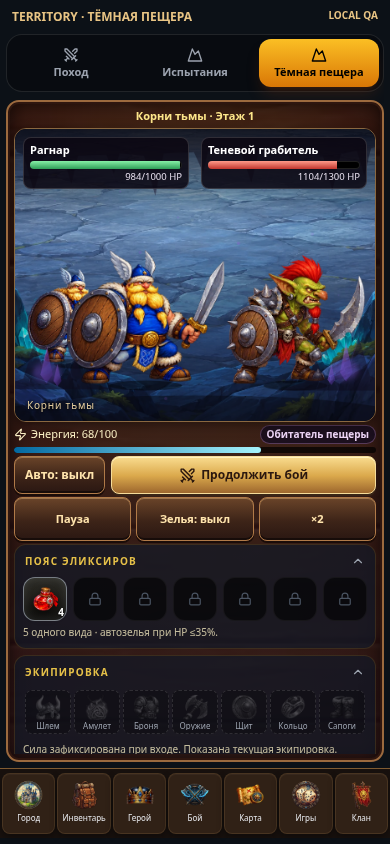 TERRITORY · ТЁМНАЯ ПЕЩЕРА
LOCAL QA
Поход
Испытания
Тёмная пещера
Корни тьмы · Этаж 1
Рагнар
984/1000 HP
Теневой грабитель
1104/1300 HP
Корни тьмы
Энергия: 68/100
Обитатель пещеры
Авто: выкл
Продолжить бой
Пауза
Зелья: выкл
×2
ПОЯС ЭЛИКСИРОВ
4
5 одного вида · автозелья при HP ≤35%.
ЭКИПИРОВКА
Шлем
Амулет
Броня
Оружие
Щит
Кольцо
Сапоги
Сила зафиксирована при входе. Показана текущая экипировка.
Город
Инвентарь
Герой
Бой
Карта
Игры
Клан